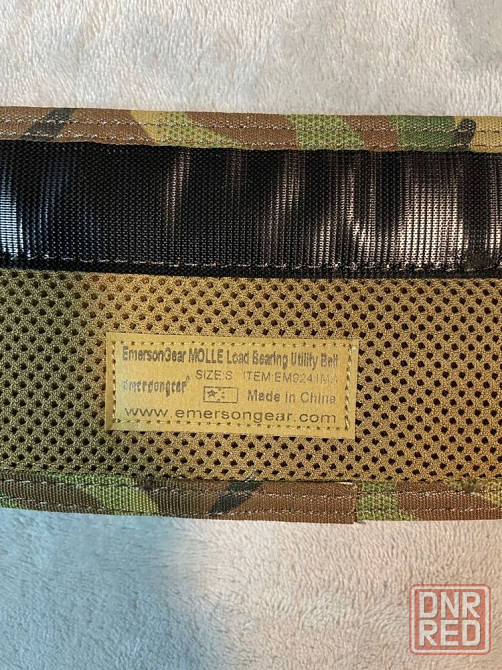 EmersonGear MOLLE Load Bearing Utility Belt
SIZE:S ITEM:EM9241MA
emersongear
Made in China
www.emersongear.com
DNR
RED